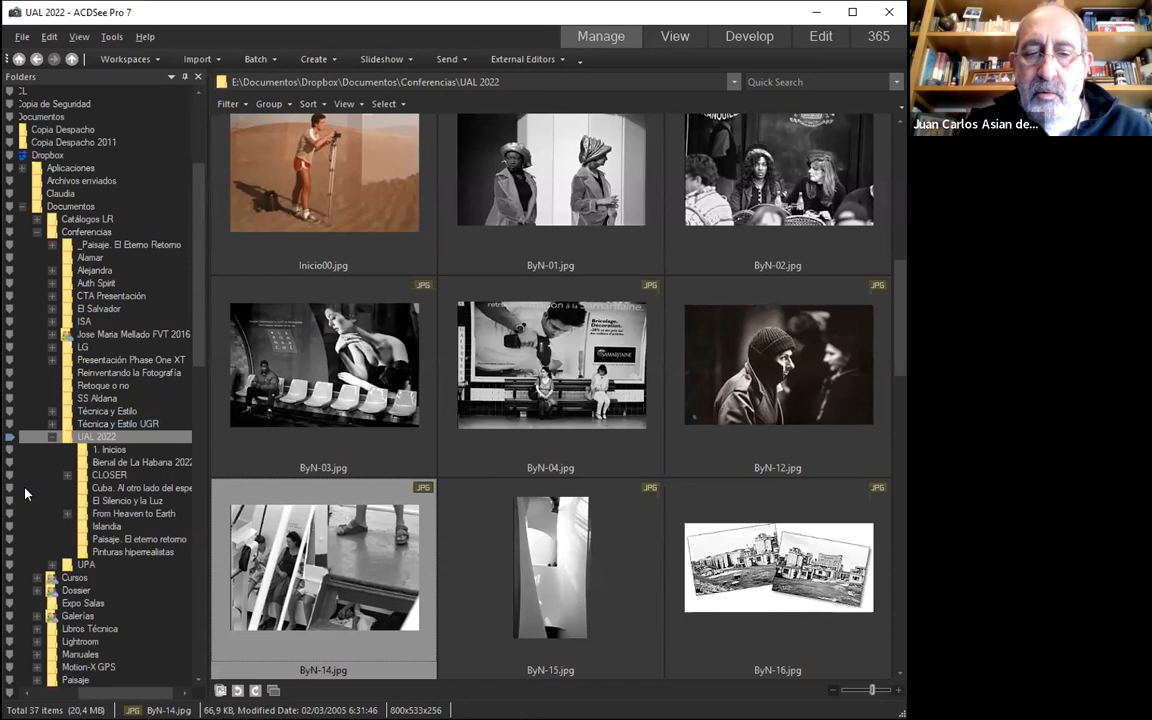 UAL 2022 - ACDSee Pro 7
File Edit View Tools Help
Manage View Develop Edit 365
Workspaces Import Batch Create Slideshow Send External Editors
Folders
E:\Documentos\Dropbox\Documentos\Conferencias\UAL 2022
Quick Search
Filter Group Sort View Select
Copia de Seguridad
Documentos
Copia Despacho
Copia Despacho 2011
Dropbox
Aplicaciones
Archivos enviados
Claudia
Documentos
Catálogos LR
Conferencias
_Paisaje. El Eterno Retorno
Alamar
Alejandra
Auth Spirit
CTA Presentación
El Salvador
ISA
Jose Maria Mellado FVT 2016
LG
Presentación Phase One XT
Reinventando la Fotografía
Retoque o no
SS Aldana
Técnica y Estilo
Técnica y Estilo UGR
UAL 2022
1. Inicios
Bienal de La Habana 2022
CLOSER
Cuba. Al otro lado del espe
El Silencio y la Luz
From Heaven to Earth
Islandia
Paisaje. El eterno retorno
Pinturas hiperrealistas
UPA
Cursos
Dossier
Expo Salas
Galerías
Libros Técnica
Lightroom
Manuales
Motion-X GPS
Paisaje
Inicio00.jpg ByN-01.jpg ByN-02.jpg
JPG JPG JPG
SAMARITAINE
ByN-03.jpg ByN-04.jpg ByN-12.jpg
JPG JPG JPG
ByN-14.jpg ByN-15.jpg ByN-16.jpg
Total 37 items (20,4 MB) JPG ByN-14.jpg 66,9 KB, Modified Date: 02/03/2005 6:31:46 800x533x256
Juan Carlos Asian de...